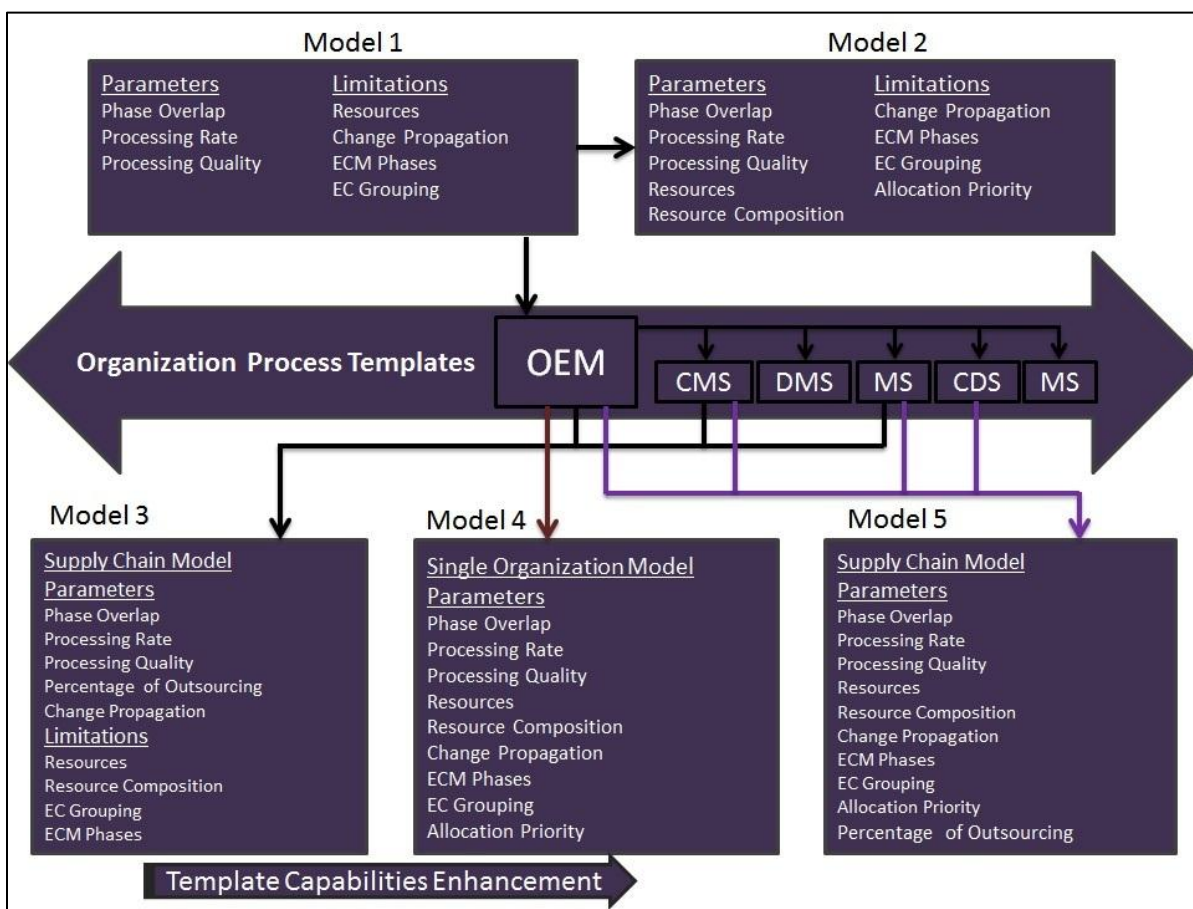 Model 1
Parameters
Phase Overlap
Processing Rate
Processing Quality
Limitations
Resources
Change Propagation
ECM Phases
EC Grouping
Model 2
Parameters
Phase Overlap
Processing Rate
Processing Quality
Resources
Resource Composition
Limitations
Change Propagation
ECM Phases
EC Grouping
Allocation Priority
Organization Process Templates
OEM
CMS
DMS
MS
CDS
MS
Model 3
Supply Chain Model
Parameters
Phase Overlap
Processing Rate
Processing Quality
Percentage of Outsourcing
Change Propagation
Limitations
Resources
Resource Composition
EC Grouping
ECM Phases
Model 4
Single Organization Model
Parameters
Phase Overlap
Processing Rate
Processing Quality
Resources
Resource Composition
Change Propagation
ECM Phases
EC Grouping
Allocation Priority
Model 5
Supply Chain Model
Parameters
Phase Overlap
Processing Rate
Processing Quality
Resources
Resource Composition
Change Propagation
ECM Phases
EC Grouping
Allocation Priority
Percentage of Outsourcing
Template Capabilities Enhancement